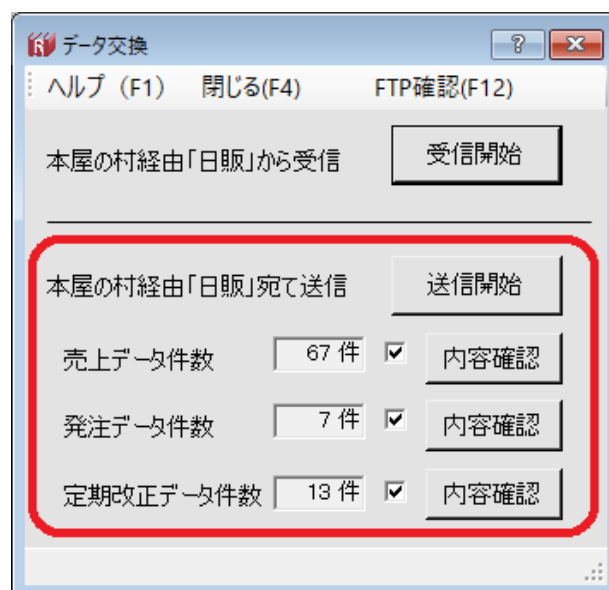 データ交換
ヘルプ（F1） 閉じる(F4) FTP確認(F12)
本屋の村経由「日販」から受信 受信開始
本屋の村経由「日販」宛て送信 送信開始
売上データ件数 67 件 内容確認
発注データ件数 7 件 内容確認
定期改正データ件数 13 件 内容確認